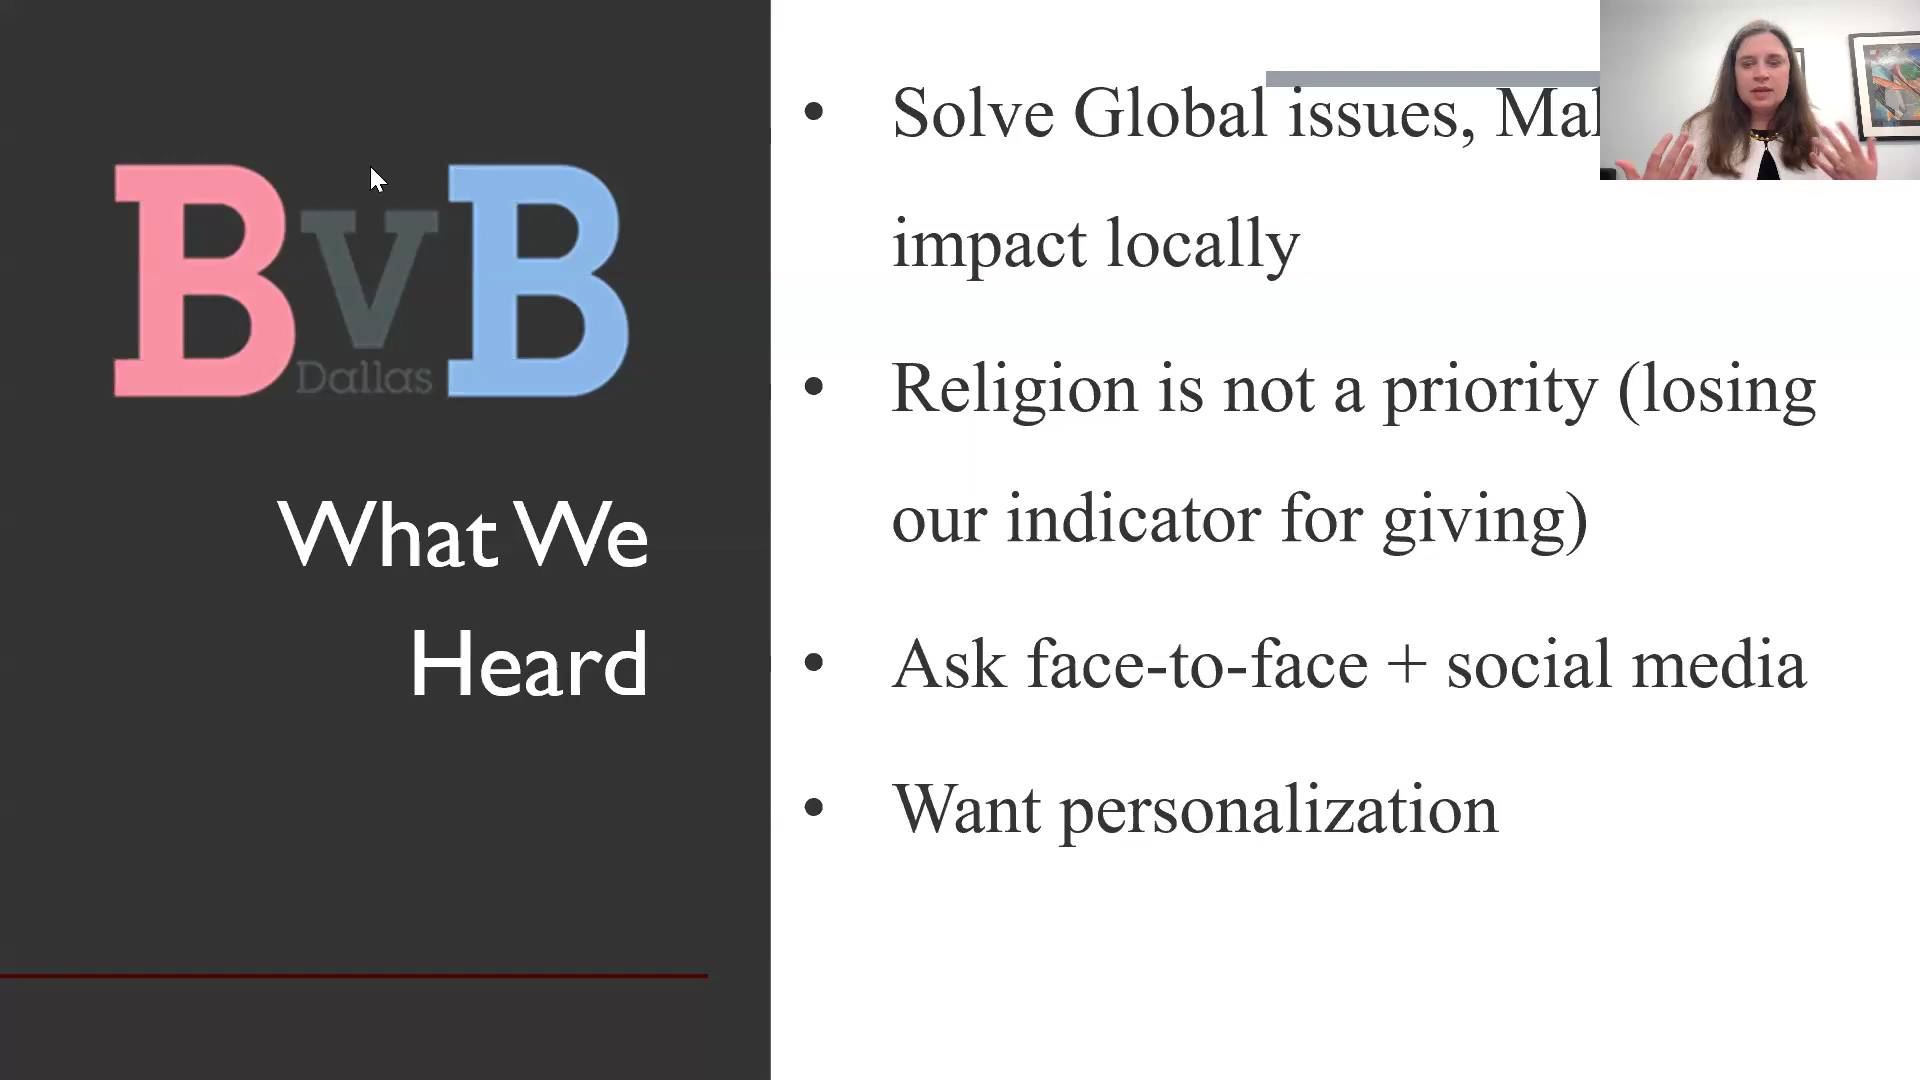 BvB
Dallas
What We
Heard
• Solve Global issues,
impact locally
• Religion is not a priority (losing
our indicator for giving)
• Ask face-to-face + social media
• Want personalization